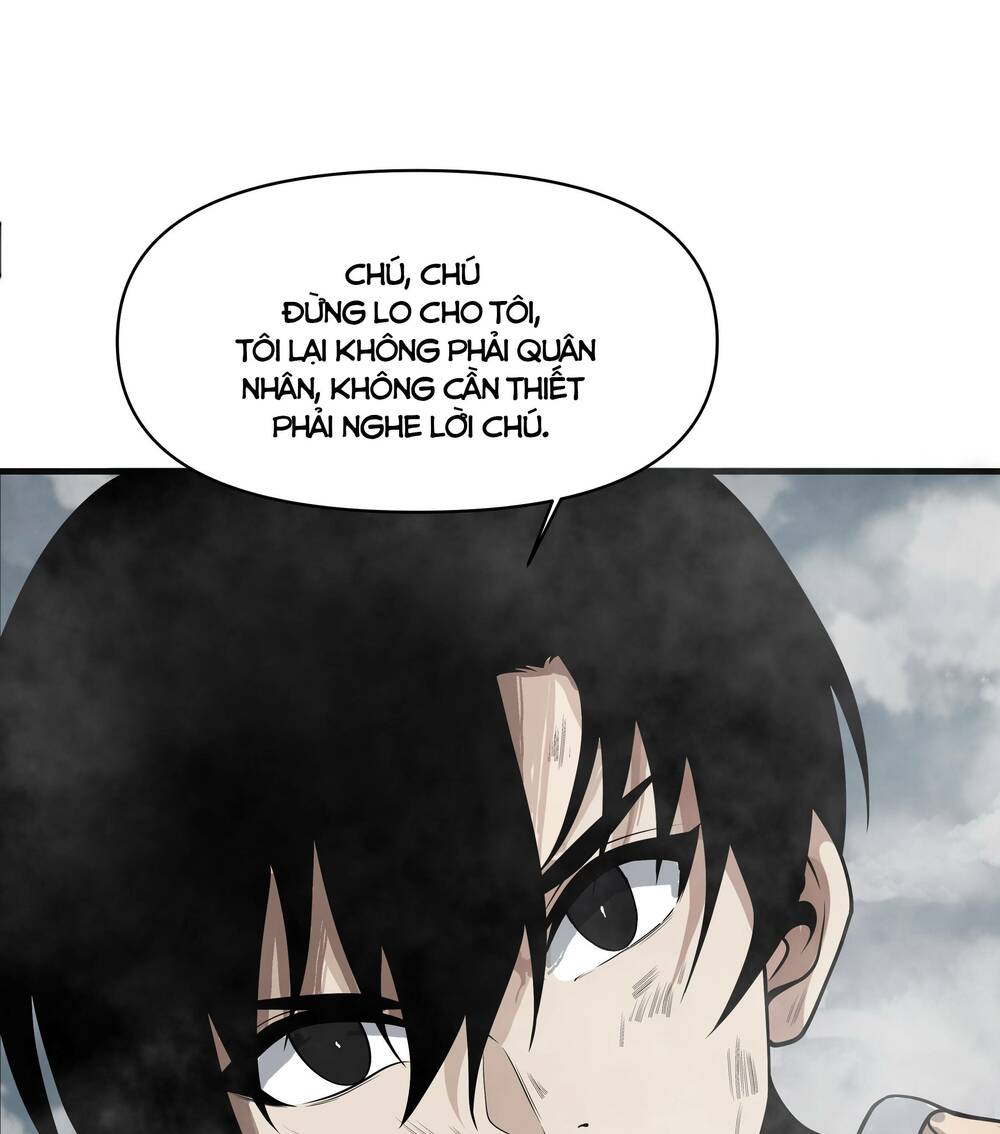 CHÚ, CHÚ
ĐỪNG LO CHO TÔI,
TÔI LẠI KHÔNG PHẢI QUÂN
NHÂN, KHÔNG CẦN THIẾT
PHẢI NGHE LỜI CHÚ.